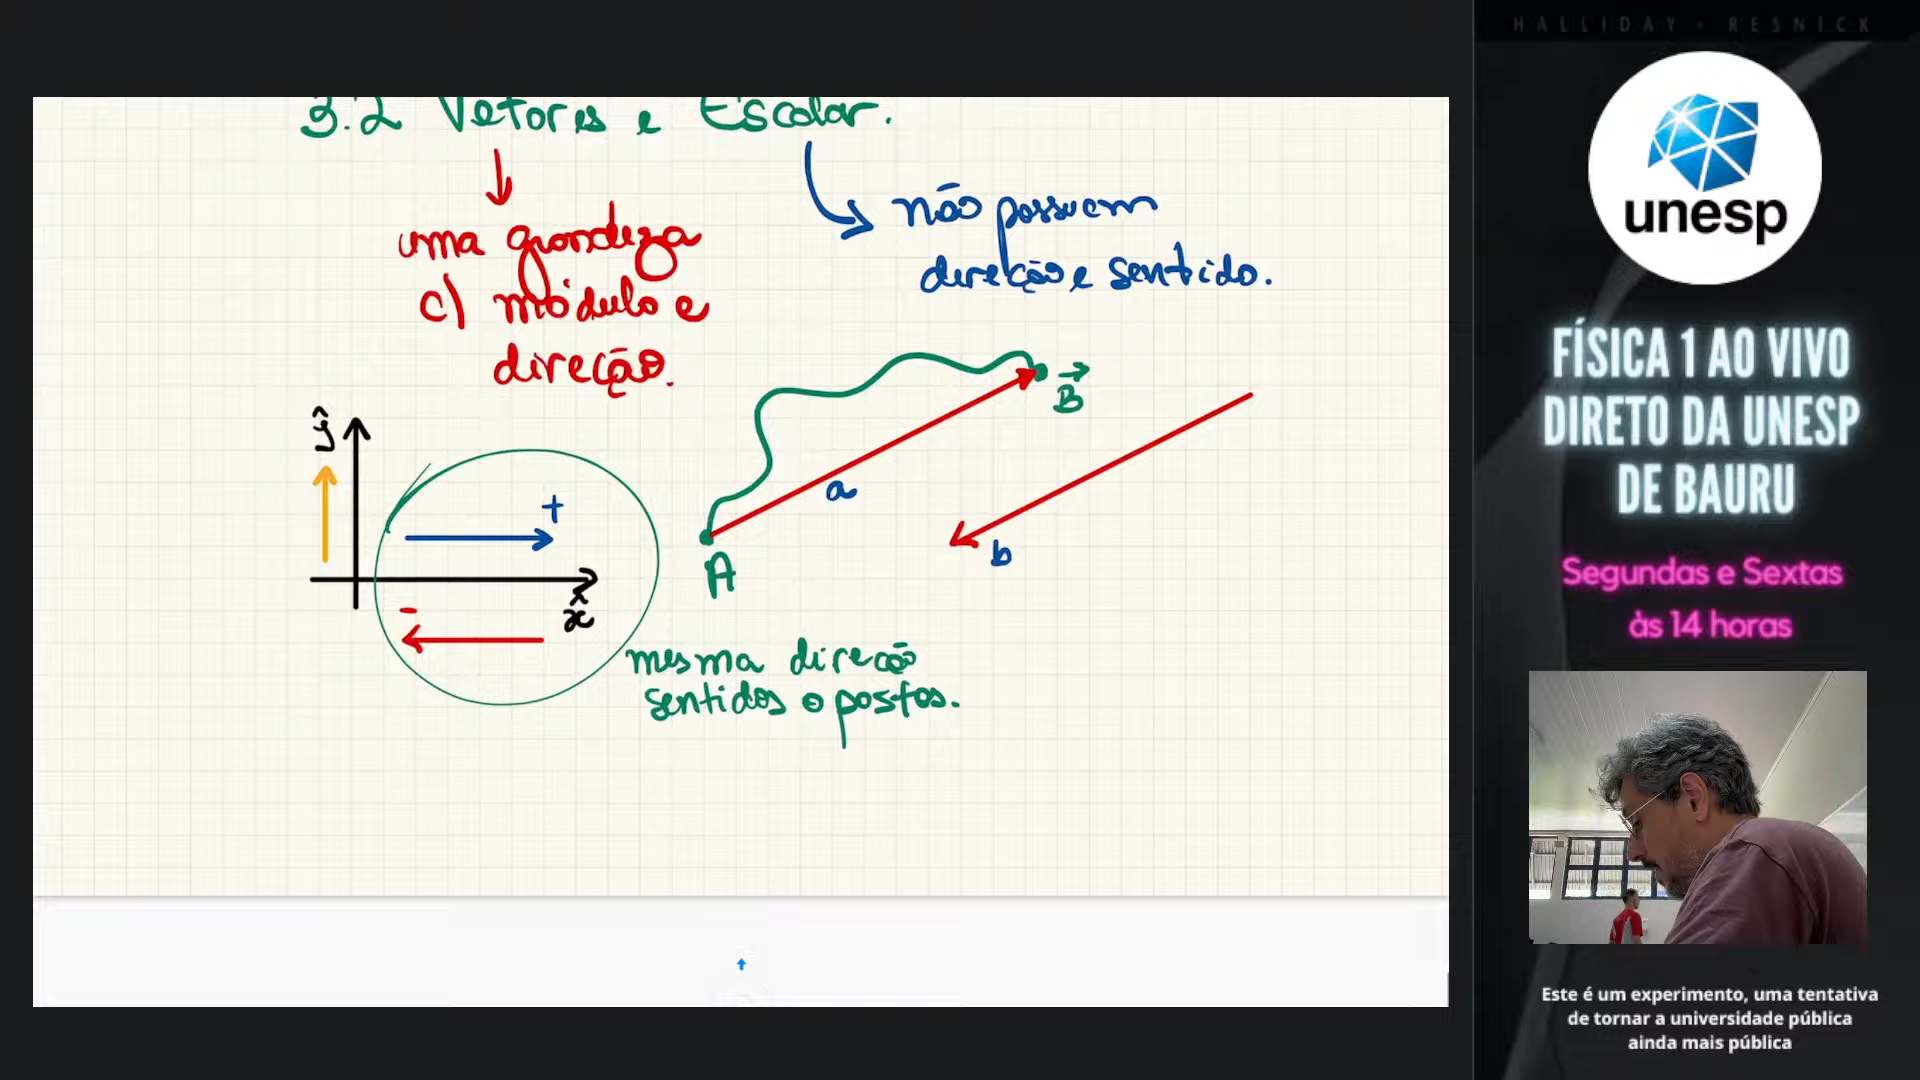 3.2 Vetores e Escalar.
uma grandeza
c) módulo e
direção.
não possuem
direção e sentido.
ŷ
+
-
x̂
A
a
B
b
mesma direção
sentidos opostos.
HALLIDAY • RESNICK
unesp
FÍSICA 1 AO VIVO
DIRETO DA UNESP
DE BAURU
Segundas e Sextas
às 14 horas
Este é um experimento, uma tentativa
de tornar a universidade pública
ainda mais pública